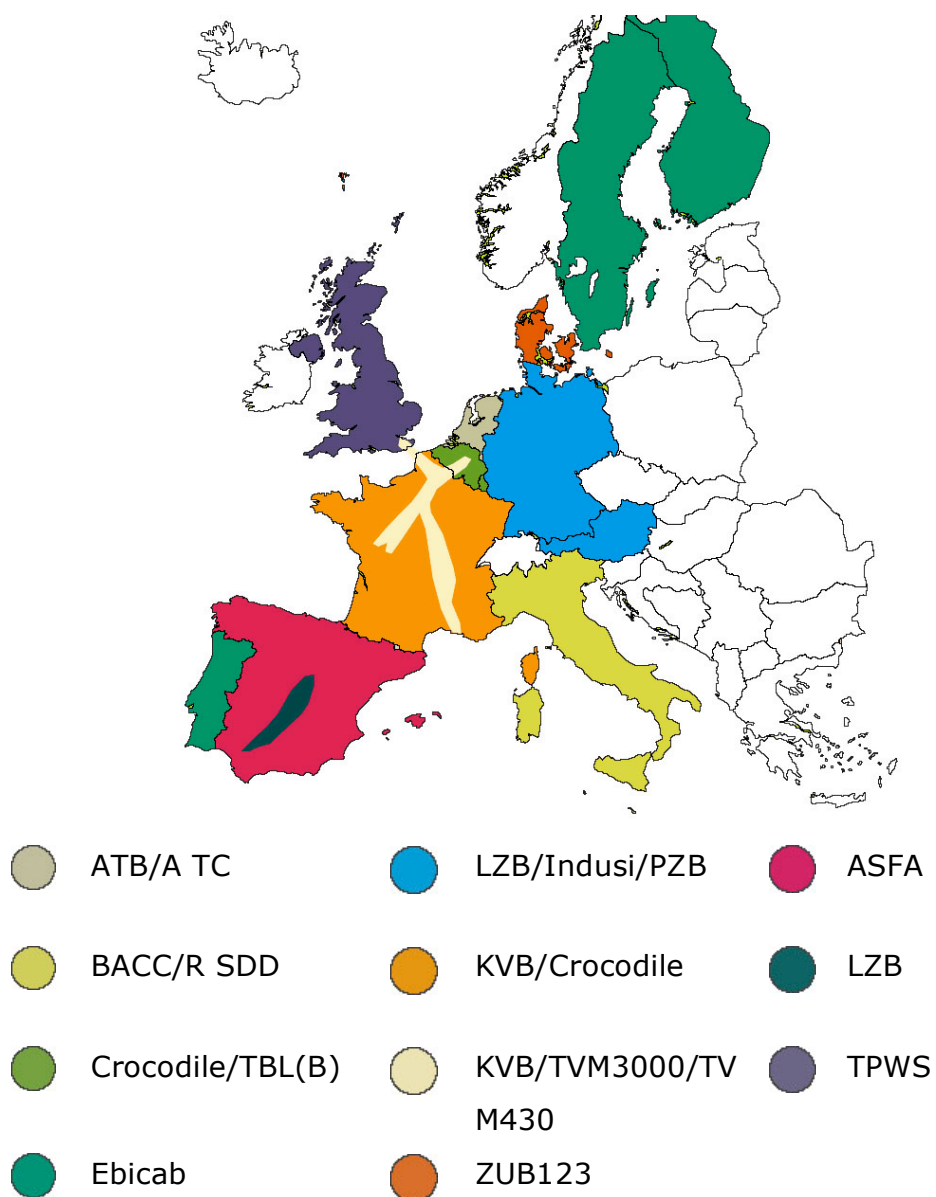 ATB/A TC
LZB/Indusi/PZB
ASFA
BACC/R SDD
KVB/Crocodile
LZB
Crocodile/TBL(B)
KVB/TVM3000/TV
M430
TPWS
Ebicab
ZUB123